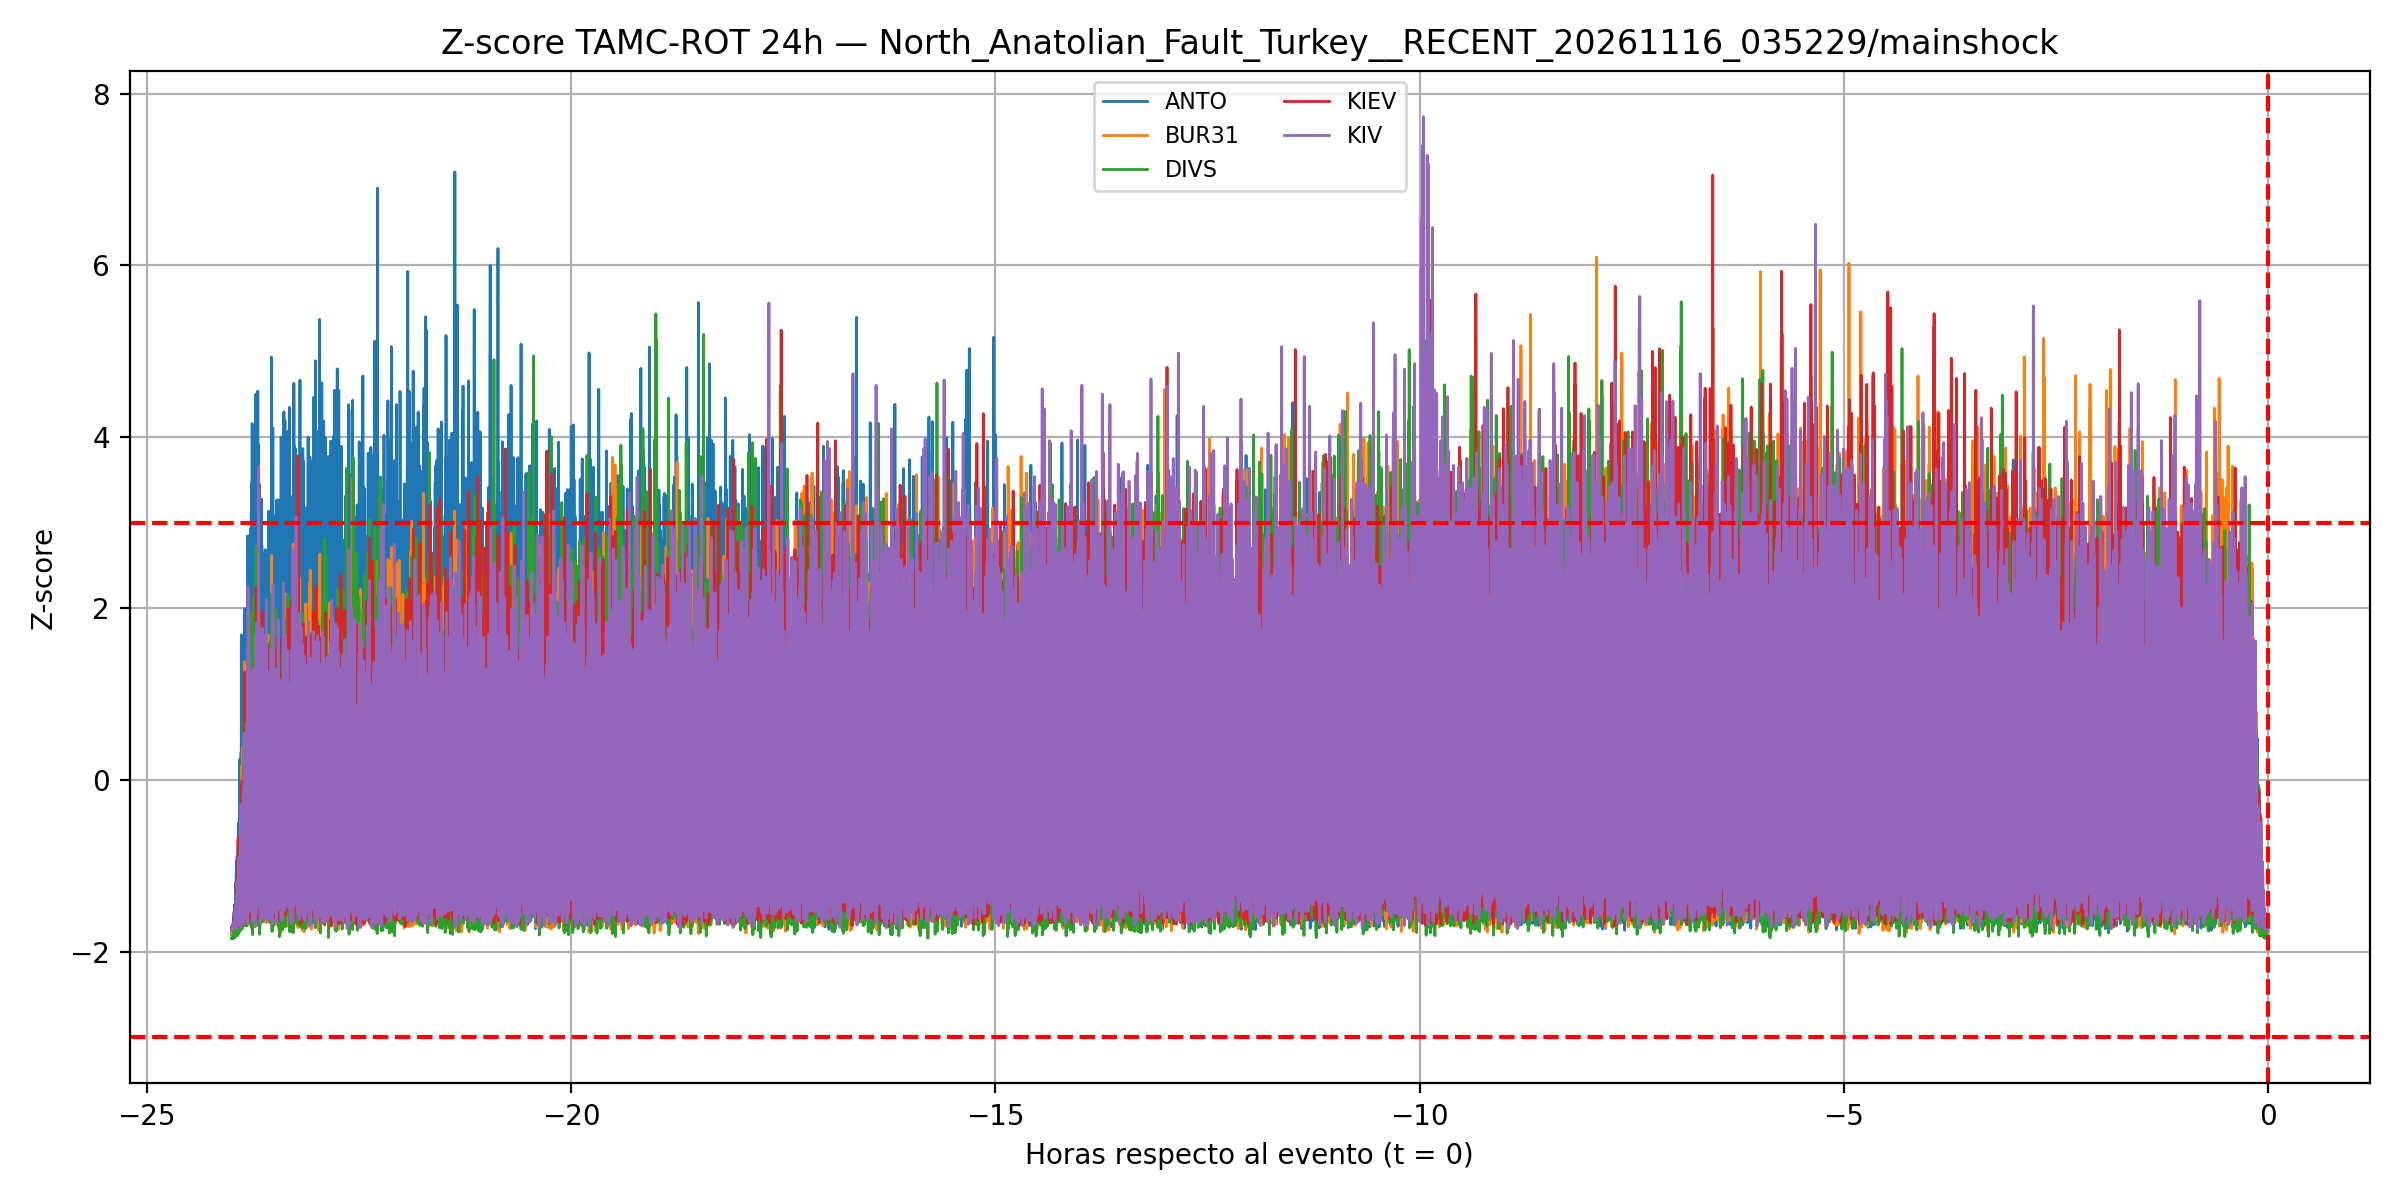 Z-score TAMC-ROT 24h — North_Anatolian_Fault_Turkey__RECENT_20261116_035229/mainshock
ANTO
BUR31
DIVS
KIEV
KIV
8
6
4
2
0
−2
Z-score
−25
−20
−15
−10
−5
0
Horas respecto al evento (t = 0)